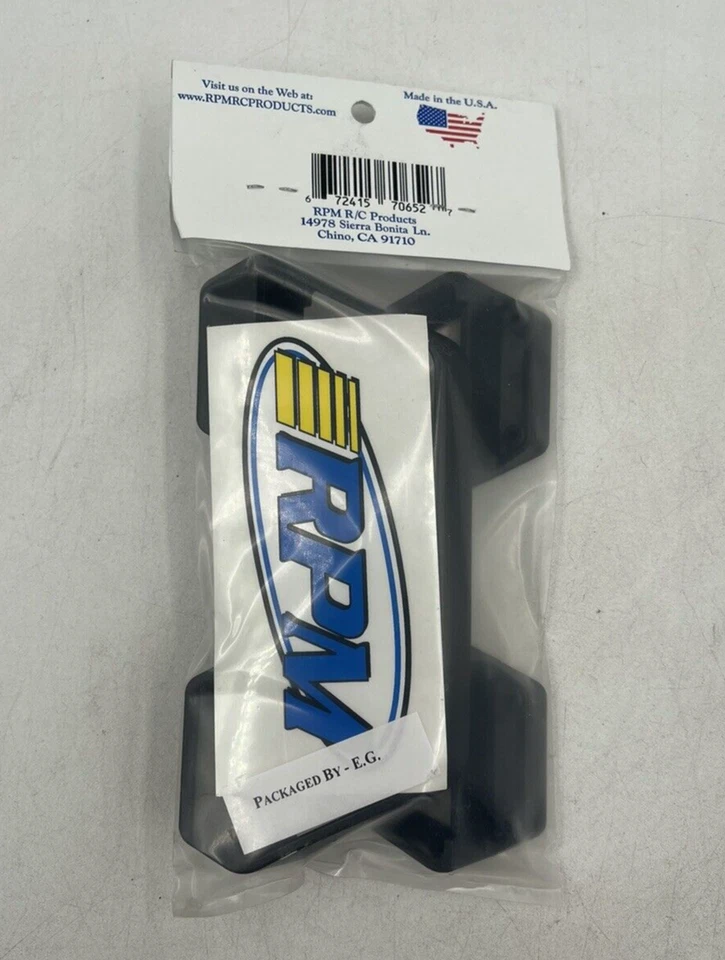 Visit us on the Web at:
www.RPMRCPRODUCTS.com
Made in the U.S.A.
6 72415 70652 7
RPM R/C Products
14978 Sierra Bonita Ln.
Chino, CA 91710
RPM
PACKAGED BY - E.G.